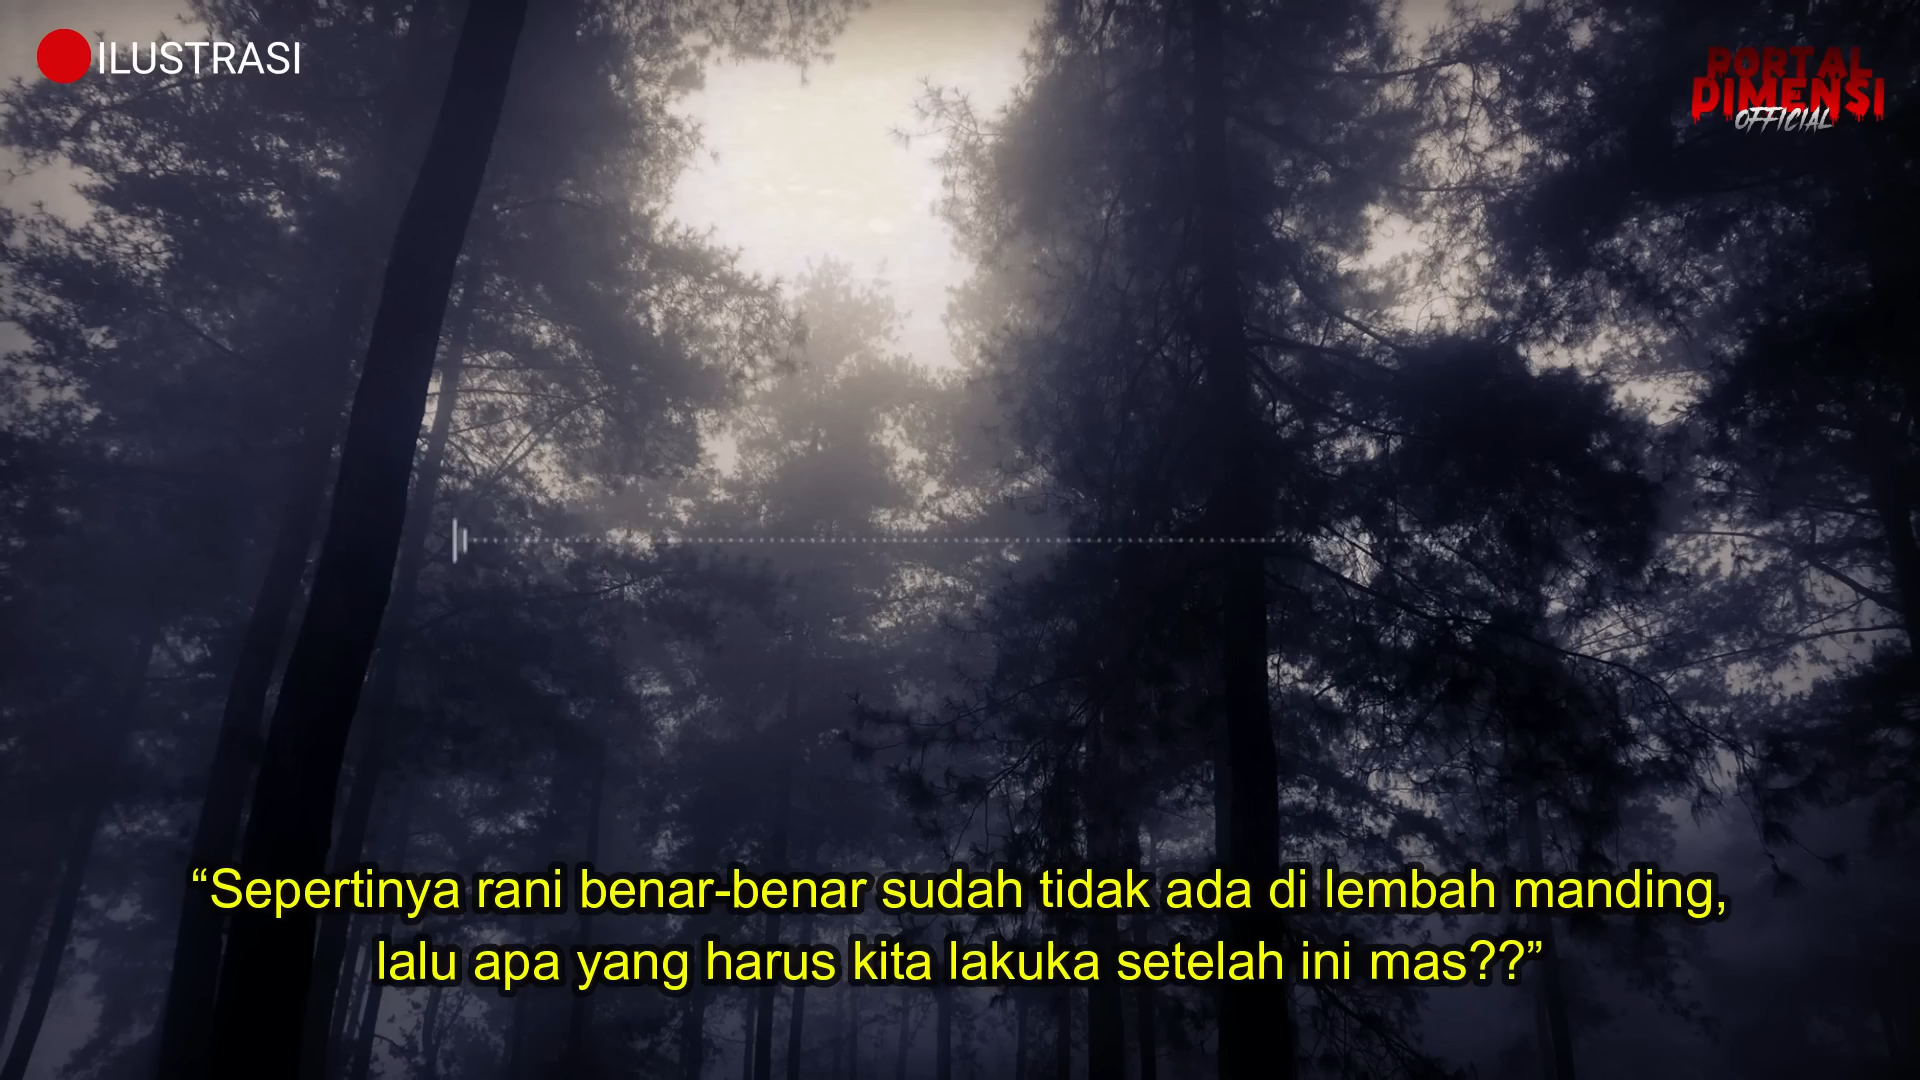 ILUSTRASI
PORTAL
DIMENSI
OFFICIAL
“Sepertinya rani benar-benar sudah tidak ada di lembah manding,
lalu apa yang harus kita lakuka setelah ini mas??”